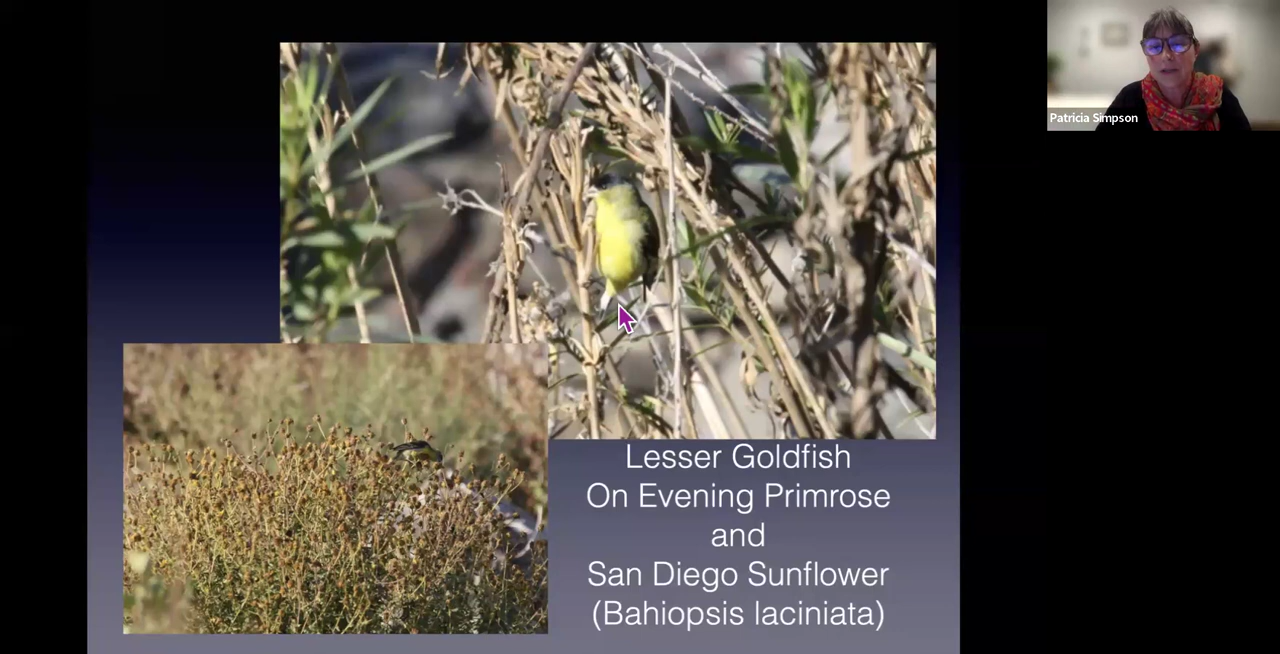 Patricia Simpson
Lesser Goldfish
On Evening Primrose
and
San Diego Sunflower
(Bahiopsis laciniata)